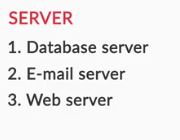 SERVER
1. Database server
2. E-mail server
3. Web server